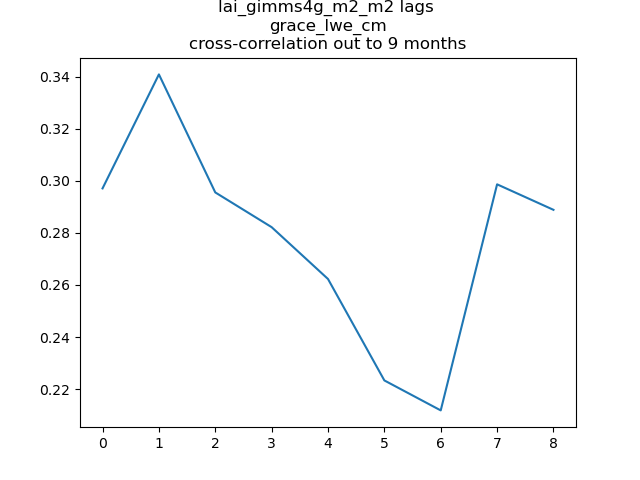 lai_gimms4g_m2_m2 lags
grace_lwe_cm
cross-correlation out to 9 months
0.34
0.32
0.30
0.28
0.26
0.24
0.22
0 1 2 3 4 5 6 7 8